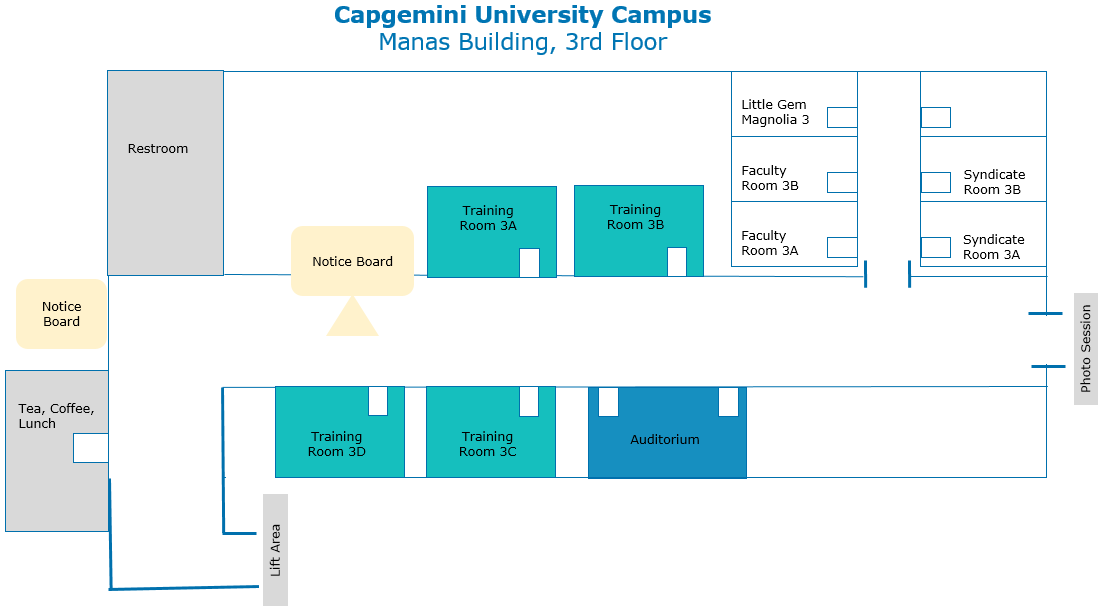 Capgemini University Campus
Manas Building, 3rd Floor
Restroom
Little Gem
Magnolia 3
Faculty
Room 3B
Syndicate
Room 3B
Training
Room 3A
Training
Room 3B
Faculty
Room 3A
Syndicate
Room 3A
Notice Board
Notice
Board
Photo Session
Tea, Coffee,
Lunch
Training
Room 3D
Training
Room 3C
Auditorium
Lift Area